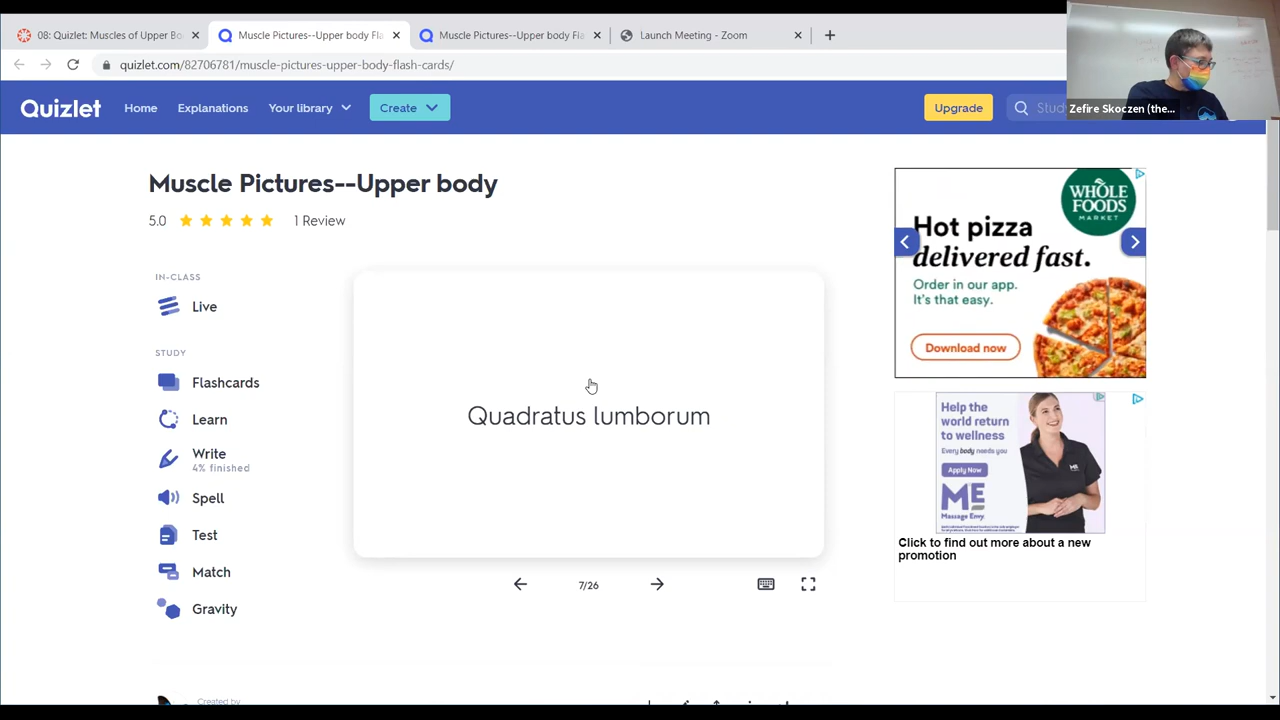 08: Quizlet: Muscles of Upper Bo
Muscle Pictures--Upper body Fla
Muscle Pictures--Upper body Fla
Launch Meeting - Zoom
quizlet.com/82706781/muscle-pictures-upper-body-flash-cards/
Quizlet
Home
Explanations
Your library
Create
Upgrade
Stud
Zefire Skoczen (the...
Muscle Pictures--Upper body
5.0
1 Review
IN-CLASS
Live
STUDY
Flashcards
Learn
Write
4% finished
Spell
Test
Match
Gravity
Quadratus lumborum
7/26
WHOLE
FOODS
MARKET
Hot pizza
delivered fast.
Order in our app.
It's that easy.
Download now
Help the
world return
to wellness
Every body needs you
Apply Now
ME
Massage Envy
ME
Click to find out more about a new
promotion
Created by